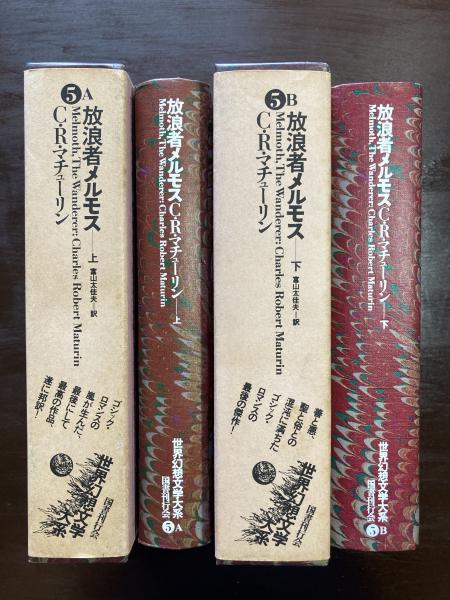 5A
放浪者メルモス──上
富山太佳夫─訳
Melmoth, The Wanderer: Charles Robert Maturin
C・R・マチューリン
ゴシック・
ロマンスの
嵐が生んだ、
最後にして
最高の作品、
遂に邦訳!
世界幻想文学大系
国書刊行会
放浪者メルモス C・R・マチューリン──上
Melmoth, The Wanderer: Charles Robert Maturin
世界幻想文学大系
国書刊行会
5A
5B
放浪者メルモス──下
富山太佳夫─訳
Melmoth, The Wanderer: Charles Robert Maturin
C・R・マチューリン
善と悪、
聖と俗との
混沌に満ちた
ゴシック・
ロマンスの
最後の傑作!
世界幻想文学大系
国書刊行会
放浪者メルモス C・R・マチューリン──下
Melmoth, The Wanderer: Charles Robert Maturin
世界幻想文学大系
国書刊行会
5B